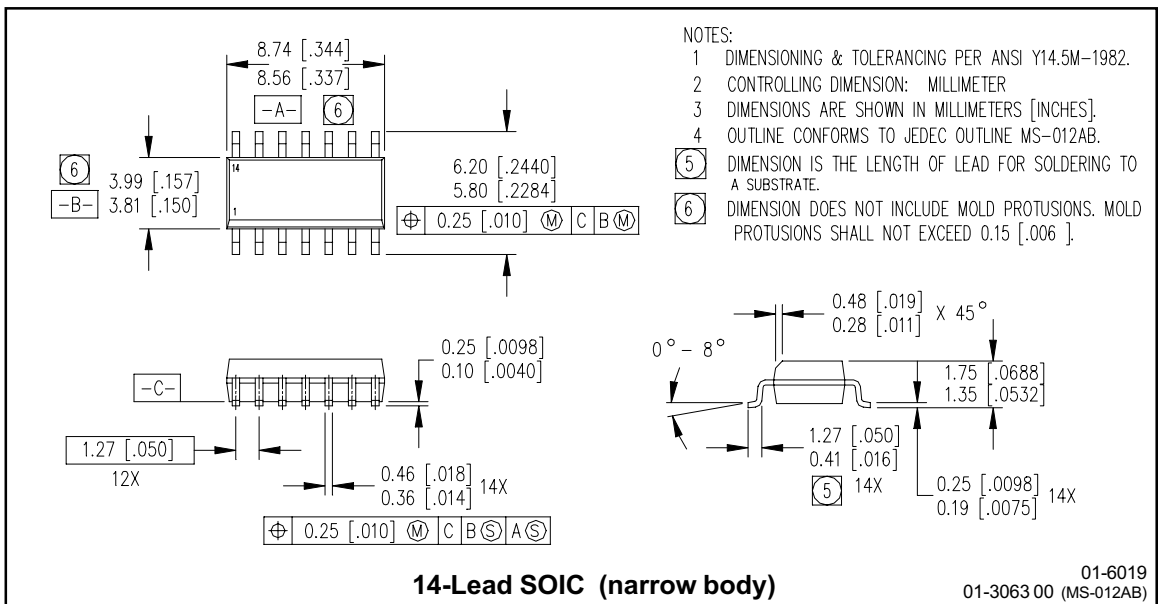 8.74 [.344]
8.56 [.337]
-A- 6
14
1
6
-B-
3.99 [.157]
3.81 [.150]
6.20 [.2440]
5.80 [.2284]
⌖ 0.25 [.010] Ⓜ C B Ⓜ
NOTES:
1 DIMENSIONING & TOLERANCING PER ANSI Y14.5M-1982.
2 CONTROLLING DIMENSION: MILLIMETER
3 DIMENSIONS ARE SHOWN IN MILLIMETERS [INCHES].
4 OUTLINE CONFORMS TO JEDEC OUTLINE MS-012AB.
5 DIMENSION IS THE LENGTH OF LEAD FOR SOLDERING TO
A SUBSTRATE.
6 DIMENSION DOES NOT INCLUDE MOLD PROTUSIONS. MOLD
PROTUSIONS SHALL NOT EXCEED 0.15 [.006 ].
-C-
0.25 [.0098]
0.10 [.0040]
1.27 [.050]
12X
0.46 [.018]
0.36 [.014] 14X
⌖ 0.25 [.010] Ⓜ C B Ⓢ A Ⓢ
0.48 [.019]
0.28 [.011] X 45°
0° - 8°
1.75 [.0688]
1.35 [.0532]
1.27 [.050]
0.41 [.016]
5 14X
0.25 [.0098]
0.19 [.0075] 14X
14-Lead SOIC (narrow body)
01-6019
01-3063 00 (MS-012AB)